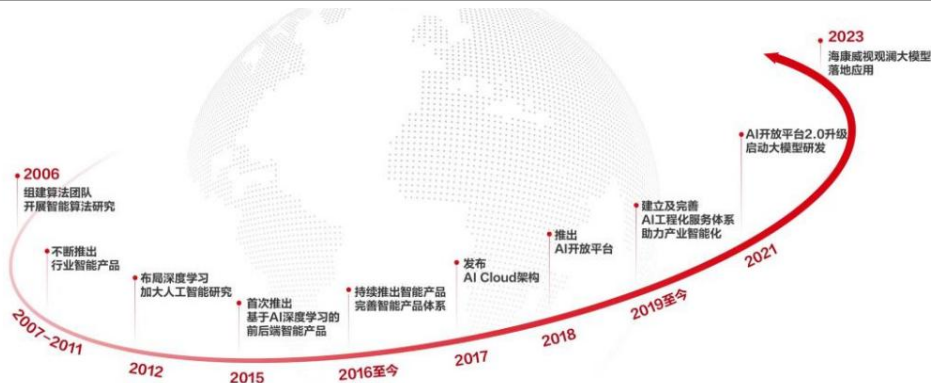 2006
组建算法团队
开展智能算法研究
不断推出
行业智能产品
2007-2011
布局深度学习
加大人工智能研究
2012
首次推出
基于AI深度学习的
前后端智能产品
2015
持续推出智能产品
完善智能产品体系
2016至今
发布
AI Cloud架构
2017
推出
AI开放平台
2018
建立及完善
AI工程化服务体系
助力产业智能化
2019至今
AI开放平台2.0升级
启动大模型研发
2021
2023
海康威视观澜大模型
落地应用